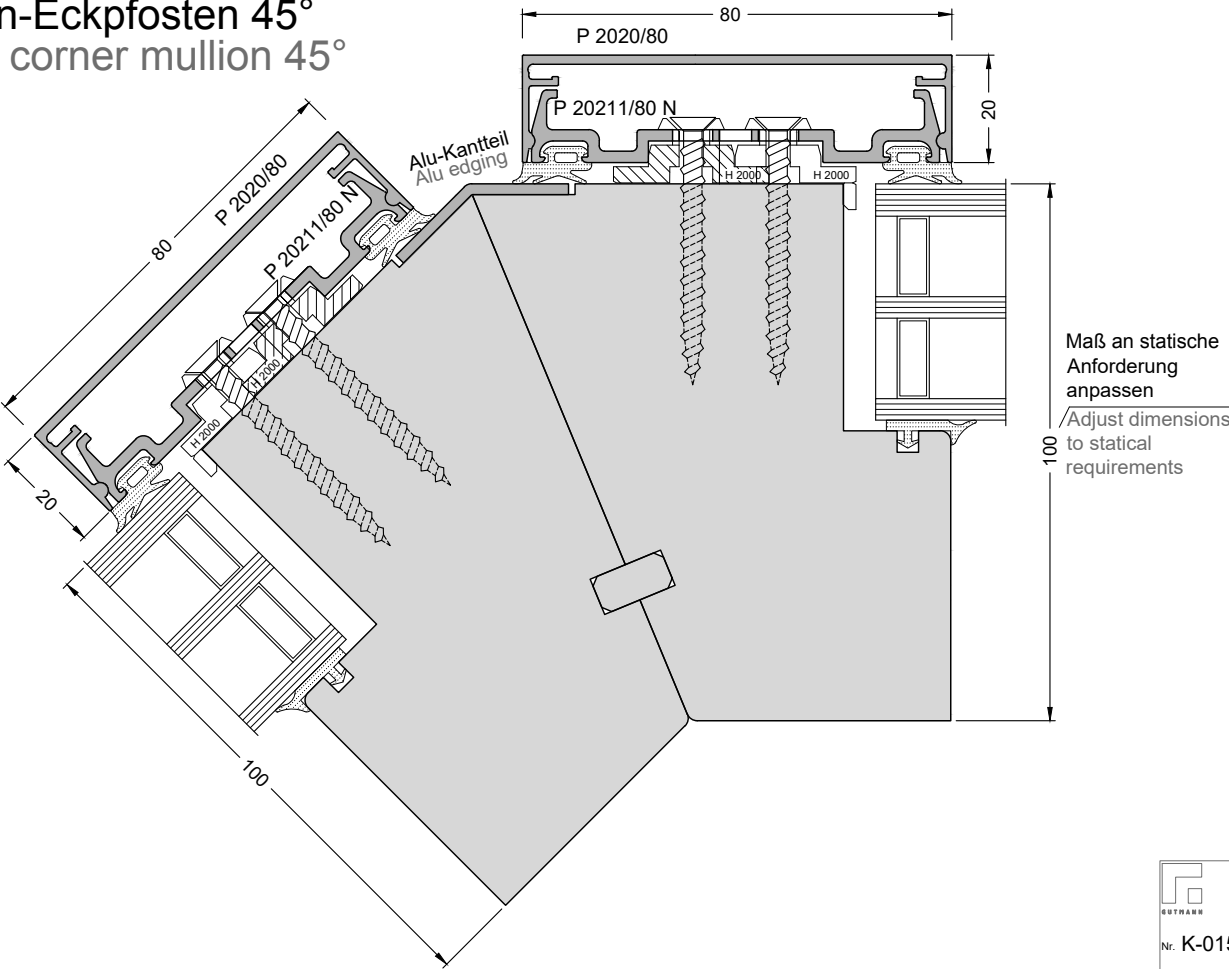 n-Eckpfosten 45°
corner mullion 45°
80
P 2020/80
P 20211/80 N
20
H 2000
H 2000
Alu-Kantteil
Alu edging
P 2020/80
P 20211/80 N
80
H 2000
H 2000
20
Maß an statische
Anforderung
anpassen
Adjust dimensions
to statical
requirements
100
100
GUTMANN
Nr. K-015